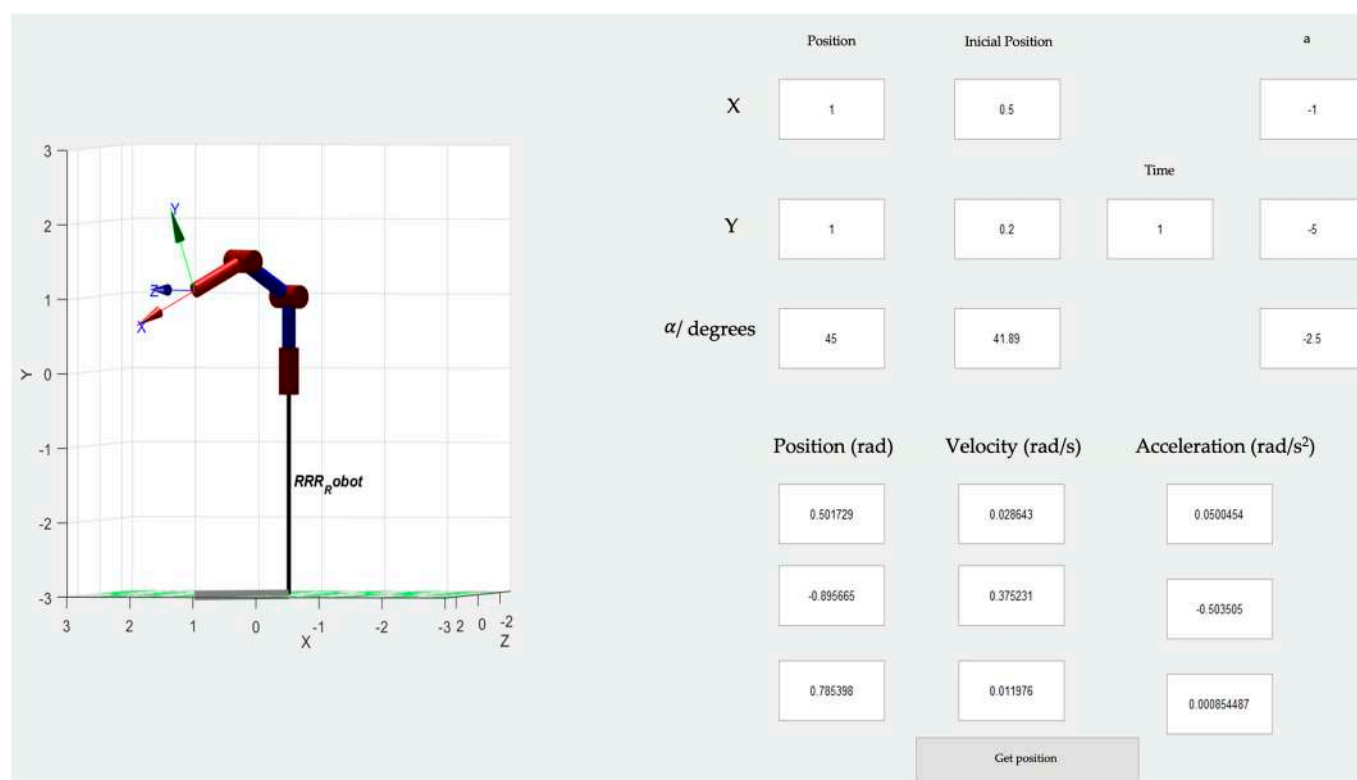 Position Inicial Position a
X 1 0.5 -1
Time
Y 1 0.2 1 -5
α/ degrees 45 41.89 -2.5
Position (rad) Velocity (rad/s) Acceleration (rad/s²)
0.501729 0.028643 0.0500454
-0.895665 0.375231 -0.503505
0.785398 0.011976 0.000854487
Get position
3
2
1
0
-1
-2
-3
Y
Y
Z
X
RRR_Robot
3 2 1 0 -1 -2 -3 2 0 -2
X Z